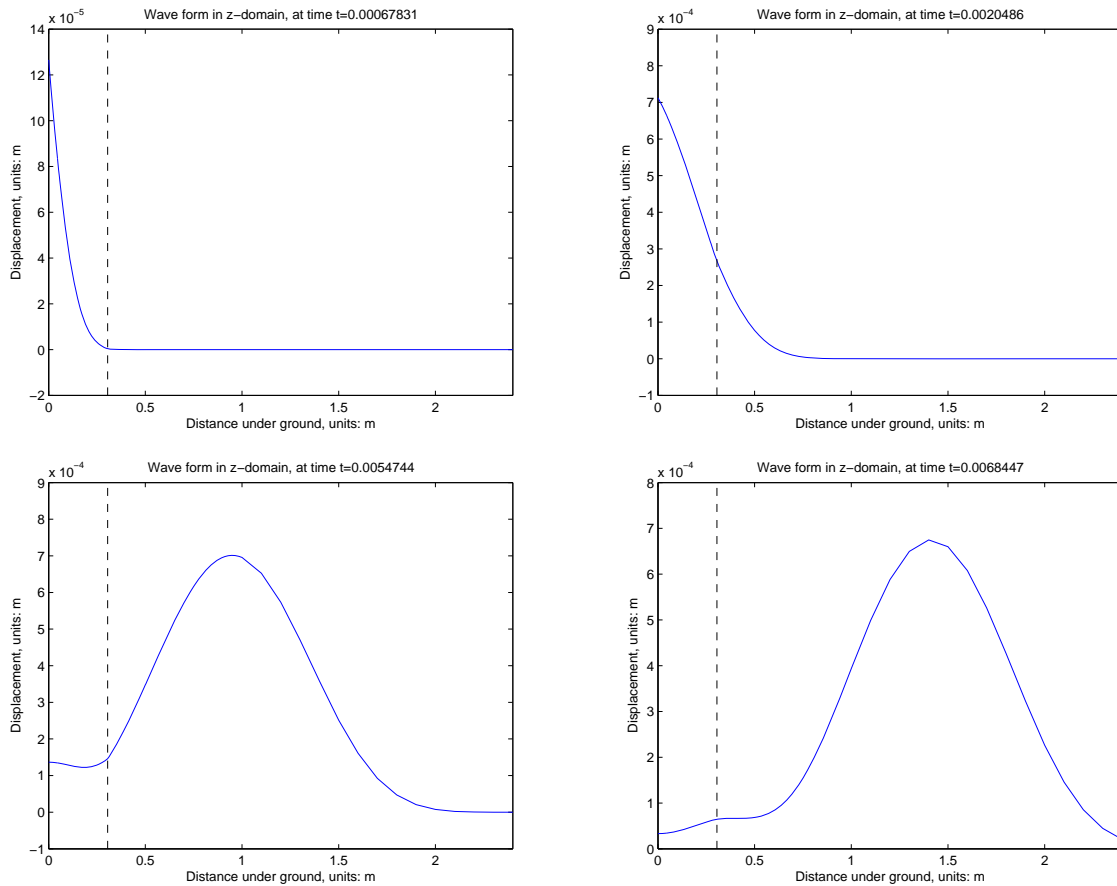 Wave form in z−domain, at time t=0.00067831
x 10⁻⁵
14
12
10
8
6
4
2
0
−2
Displacement, units: m
0 0.5 1 1.5 2
Distance under ground, units: m
Wave form in z−domain, at time t=0.0020486
x 10⁻⁴
9
8
7
6
5
4
3
2
1
0
−1
Displacement, units: m
0 0.5 1 1.5 2
Distance under ground, units: m
Wave form in z−domain, at time t=0.0054744
x 10⁻⁴
9
8
7
6
5
4
3
2
1
0
−1
Displacement, units: m
0 0.5 1 1.5 2
Distance under ground, units: m
Wave form in z−domain, at time t=0.0068447
x 10⁻⁴
8
7
6
5
4
3
2
1
0
Displacement, units: m
0 0.5 1 1.5 2
Distance under ground, units: m